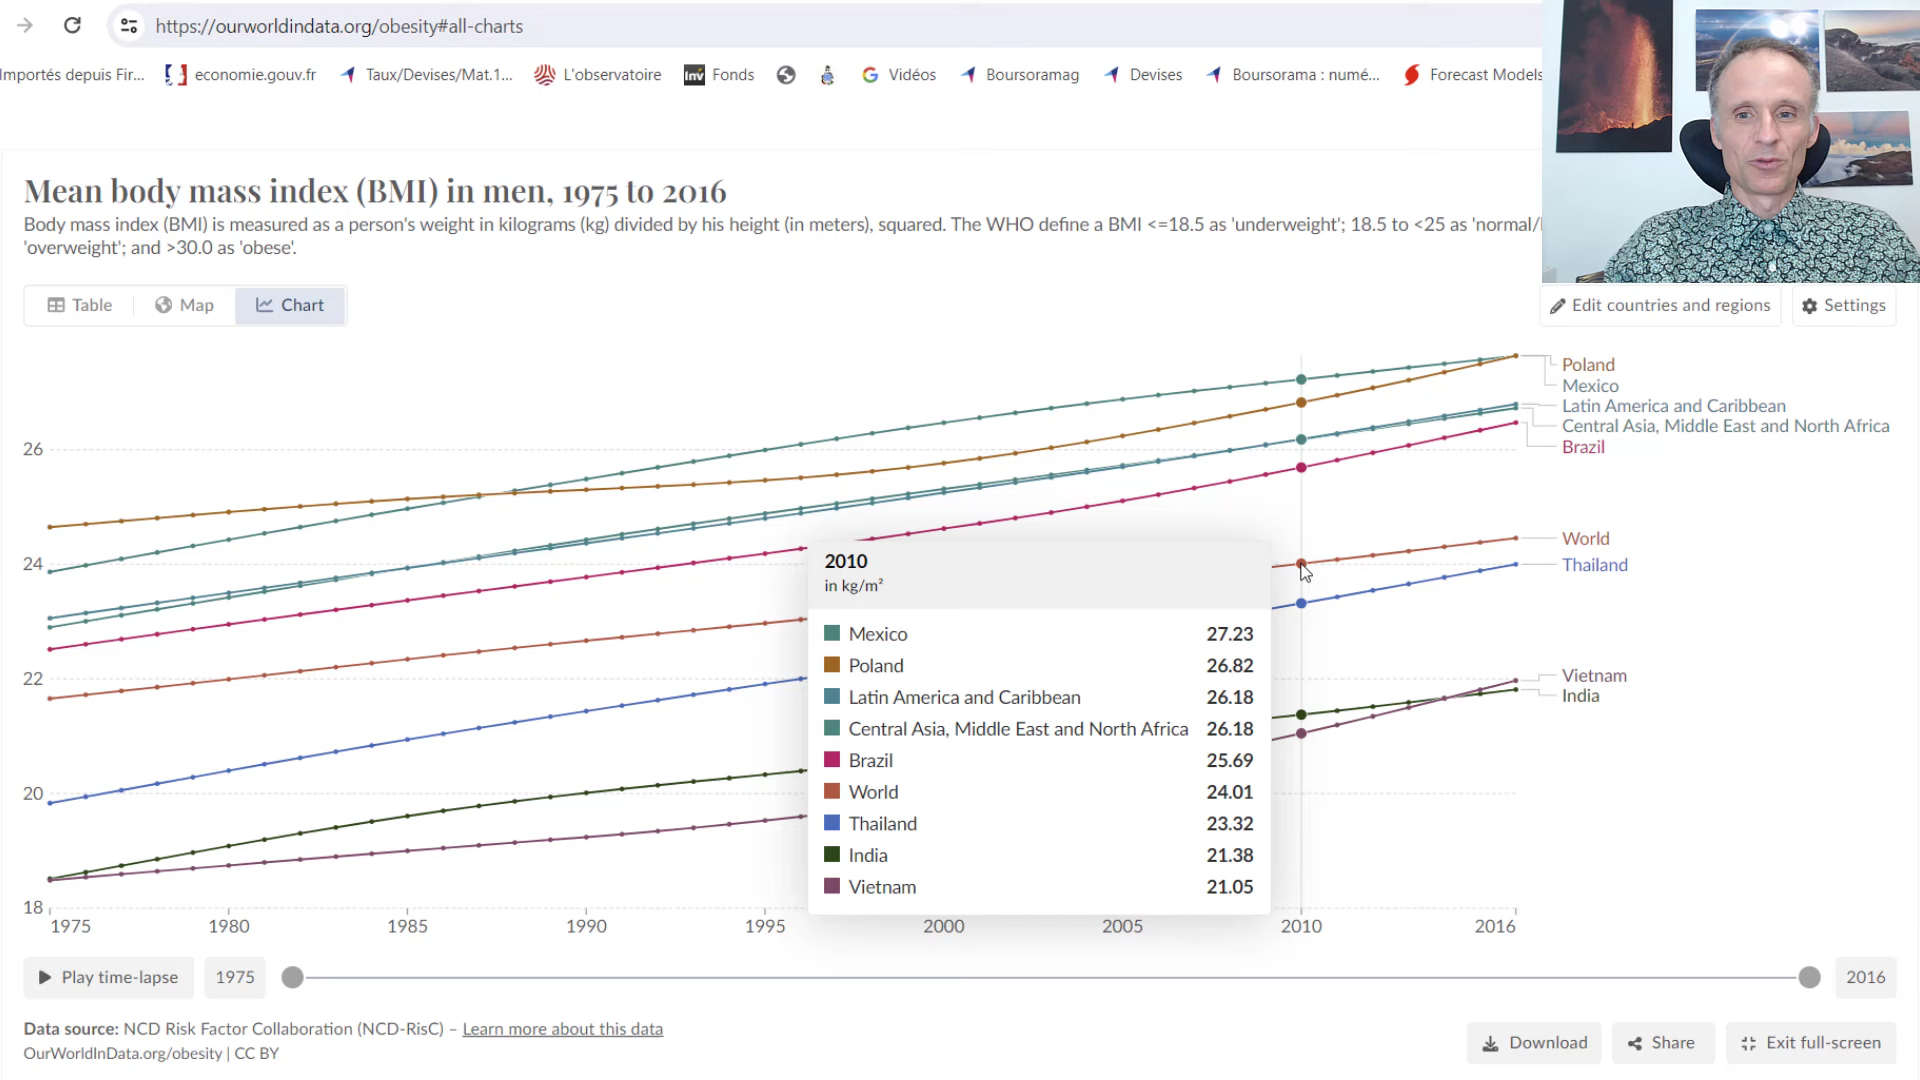 https://ourworldindata.org/obesity#all-charts
Importés depuis Fir...
economie.gouv.fr
Taux/Devises/Mat.1...
L'observatoire
Inv Fonds
Vidéos
Boursoramag
Devises
Boursorama : numé...
Forecast Models
Mean body mass index (BMI) in men, 1975 to 2016
Body mass index (BMI) is measured as a person's weight in kilograms (kg) divided by his height (in meters), squared. The WHO define a BMI <=18.5 as 'underweight'; 18.5 to <25 as 'normal/
'overweight'; and >30.0 as 'obese'.
Table
Map
Chart
Edit countries and regions
Settings
Poland
Mexico
Latin America and Caribbean
Central Asia, Middle East and North Africa
Brazil
World
Thailand
Vietnam
India
26
24
22
20
18
2010
in kg/m²
Mexico 27.23
Poland 26.82
Latin America and Caribbean 26.18
Central Asia, Middle East and North Africa 26.18
Brazil 25.69
World 24.01
Thailand 23.32
India 21.38
Vietnam 21.05
1975 1980 1985 1990 1995 2000 2005 2010 2016
Play time-lapse
1975
2016
Data source: NCD Risk Factor Collaboration (NCD-RisC) – Learn more about this data
OurWorldInData.org/obesity | CC BY
Download
Share
Exit full-screen